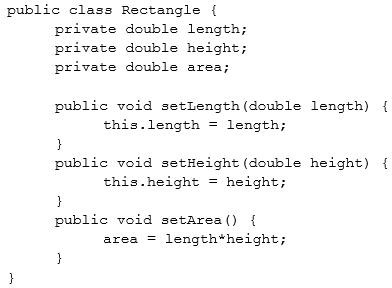 public class Rectangle {
private double length;
private double height;
private double area;
public void setLength(double length) {
this.length = length;
}
public void setHeight(double height) {
this.height = height;
}
public void setArea() {
area = length*height;
}
}